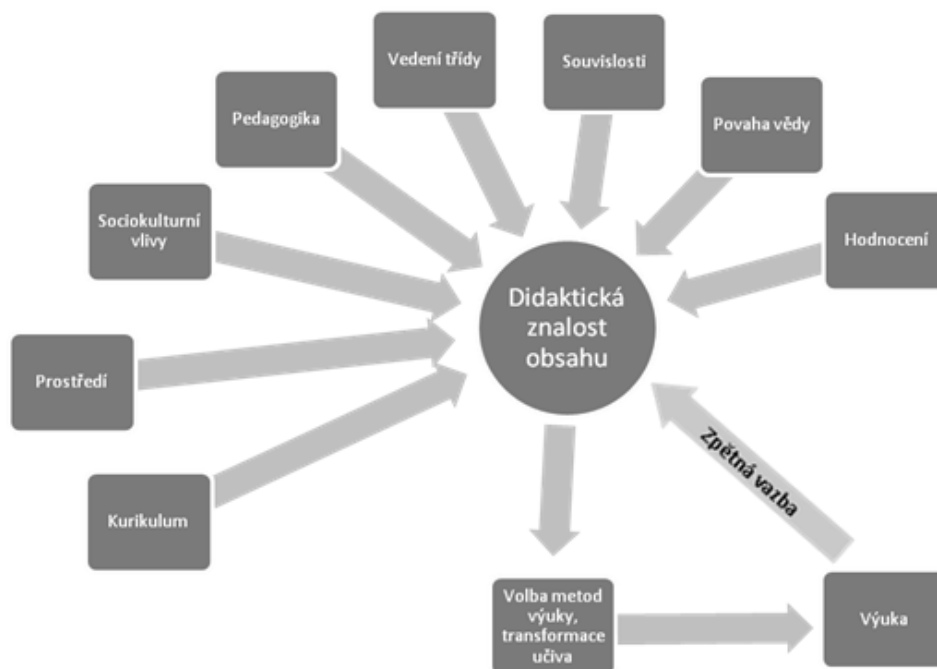 Vedení třídy
Souvislosti
Pedagogika
Povaha vědy
Sociokulturní
vlivy
Hodnocení
Didaktická
znalost
obsahu
Prostředí
Zpětná vazba
Kurikulum
Volba metod
výuky,
transformace
učiva
Výuka